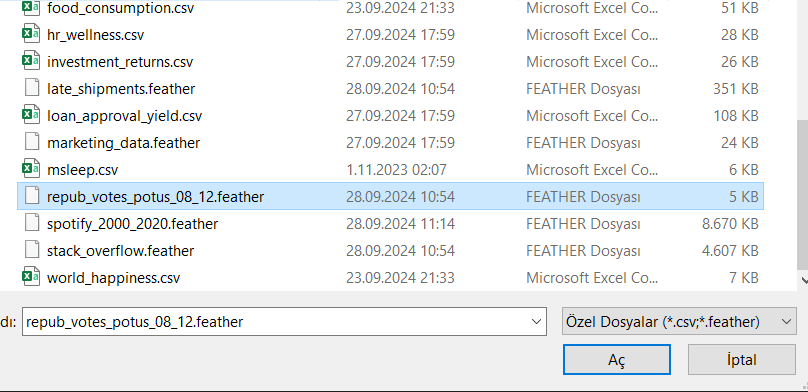 food_consumption.csv 23.09.2024 21:33 Microsoft Excel Co... 51 KB
hr_wellness.csv 27.09.2024 17:59 Microsoft Excel Co... 28 KB
investment_returns.csv 27.09.2024 17:59 Microsoft Excel Co... 26 KB
late_shipments.feather 28.09.2024 10:54 FEATHER Dosyası 351 KB
loan_approval_yield.csv 27.09.2024 17:59 Microsoft Excel Co... 108 KB
marketing_data.feather 27.09.2024 17:59 FEATHER Dosyası 24 KB
msleep.csv 1.11.2023 02:07 Microsoft Excel Co... 6 KB
repub_votes_potus_08_12.feather 28.09.2024 10:54 FEATHER Dosyası 5 KB
spotify_2000_2020.feather 28.09.2024 11:14 FEATHER Dosyası 8.670 KB
stack_overflow.feather 28.09.2024 10:54 FEATHER Dosyası 4.607 KB
world_happiness.csv 23.09.2024 21:33 Microsoft Excel Co... 7 KB
dı: repub_votes_potus_08_12.feather Özel Dosyalar (*.csv;*.feather)
Aç İptal